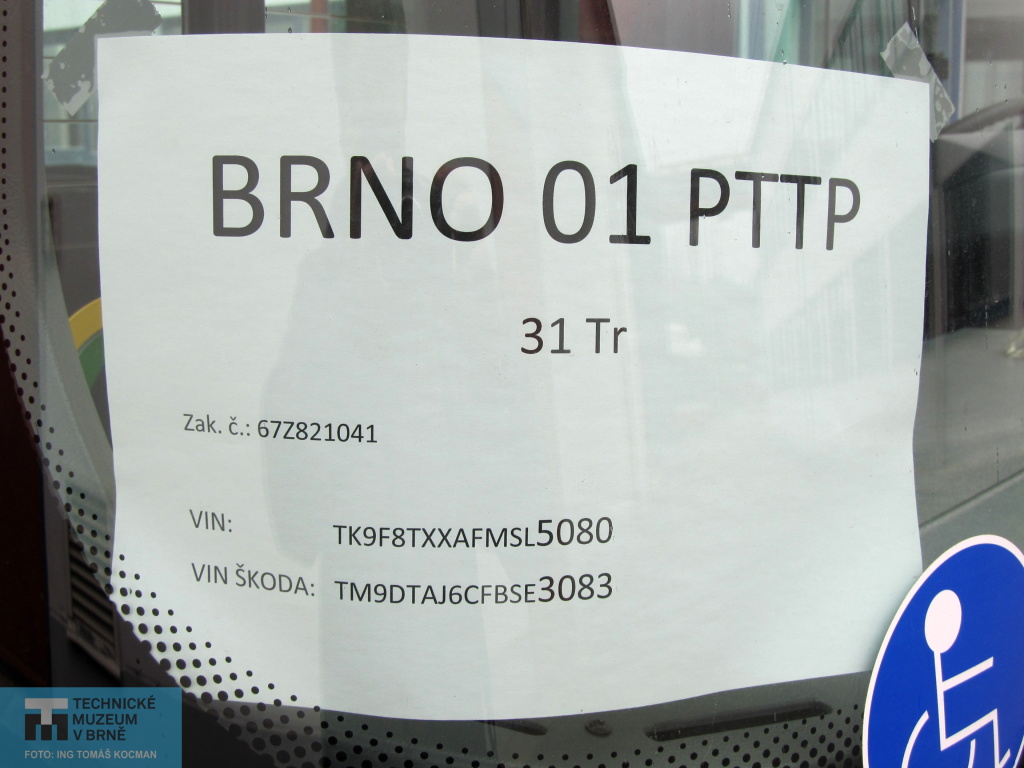 BRNO 01 PTTP
31 Tr
Zak. č.: 67Z821041
VIN: TK9F8TXXAFMSL5080
VIN ŠKODA: TM9DTAJ6CFBSE3083
TECHNICKÉ
MUZEUM
V BRNĚ
FOTO: ING TOMÁŠ KOCMAN